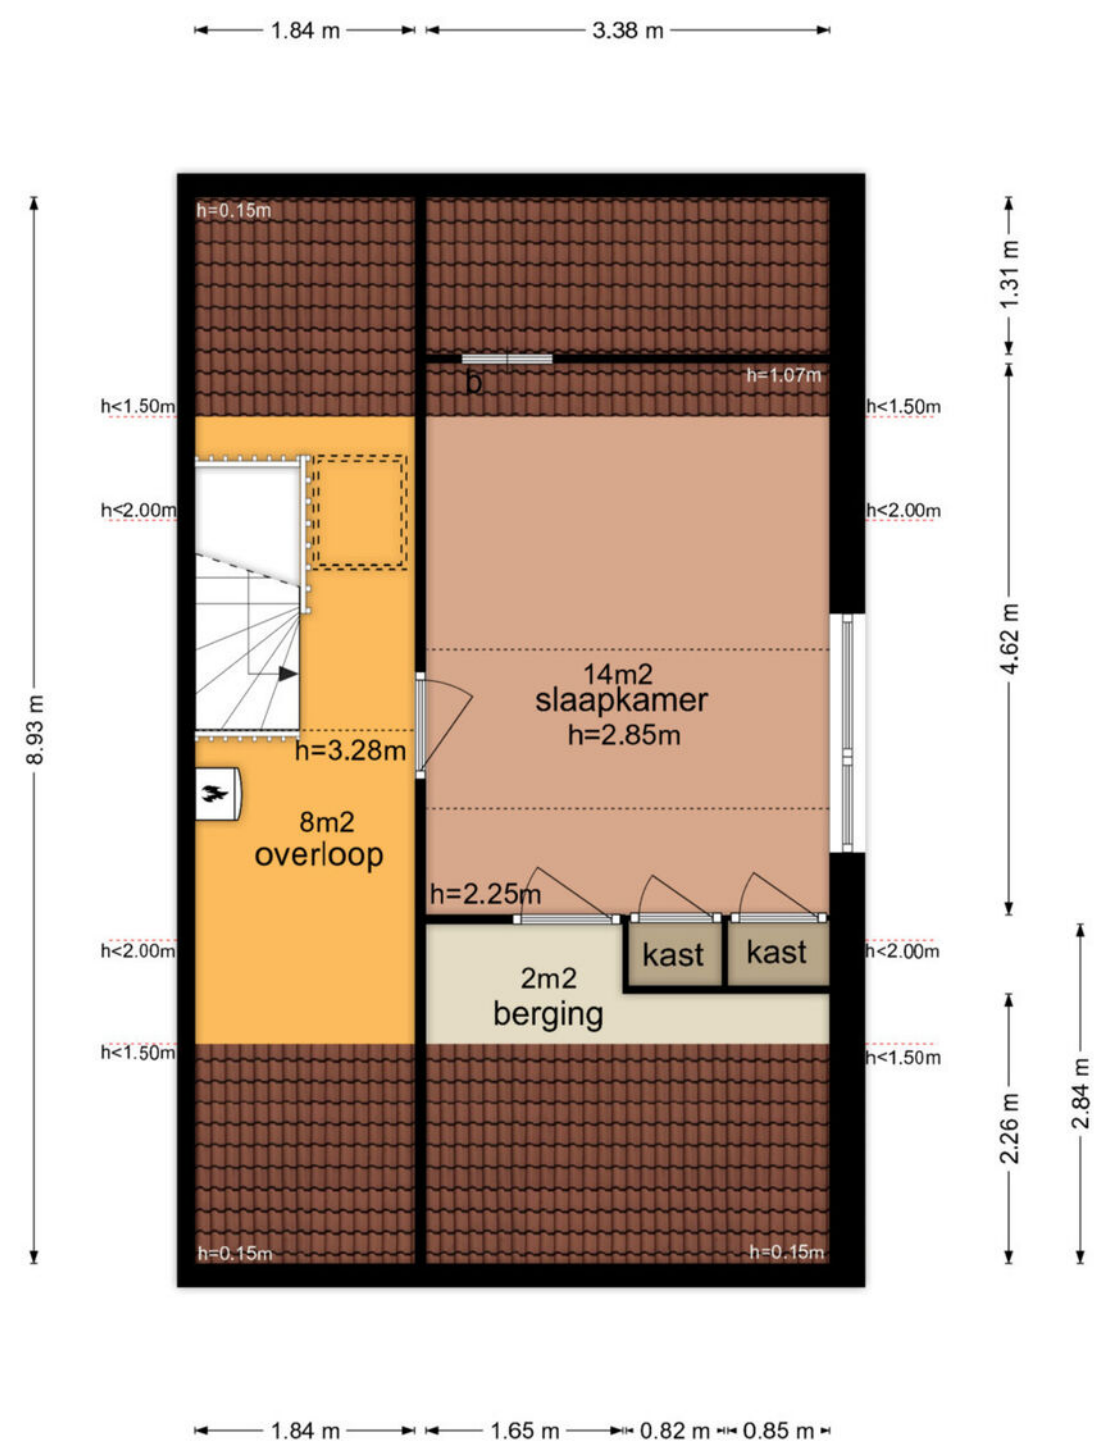 1.84 m
3.38 m
h=0.15m
1.31 m
b
h=1.07m
h<1.50m
h<1.50m
h<2.00m
h<2.00m
4.62 m
14m2
slaapkamer
h=2.85m
8.93 m
h=3.28m
8m2
overloop
h=2.25m
h<2.00m
h<2.00m
kast
kast
2m2
berging
h<1.50m
h<1.50m
2.84 m
2.26 m
h=0.15m
h=0.15m
1.84 m
1.65 m
0.82 m
0.85 m